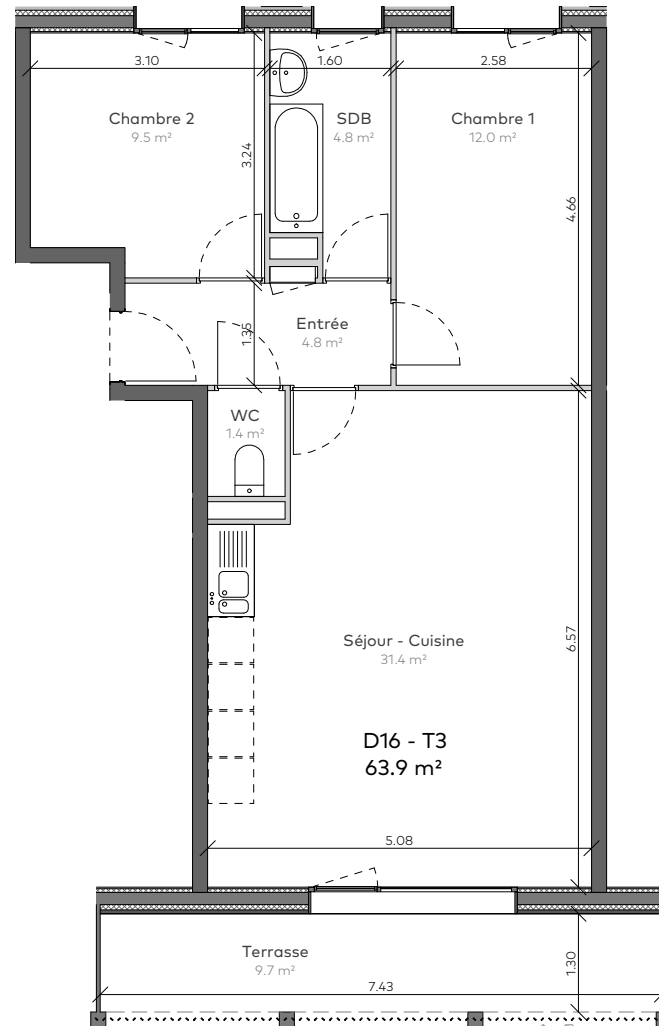 3.10
1.60
2.58
Chambre 2
9.5 m²
SDB
4.8 m²
Chambre 1
12.0 m²
3.24
4.66
1.35
Entrée
4.8 m²
WC
1.4 m²
Séjour - Cuisine
31.4 m²
6.57
D16 - T3
63.9 m²
5.08
Terrasse
9.7 m²
1.30
7.43